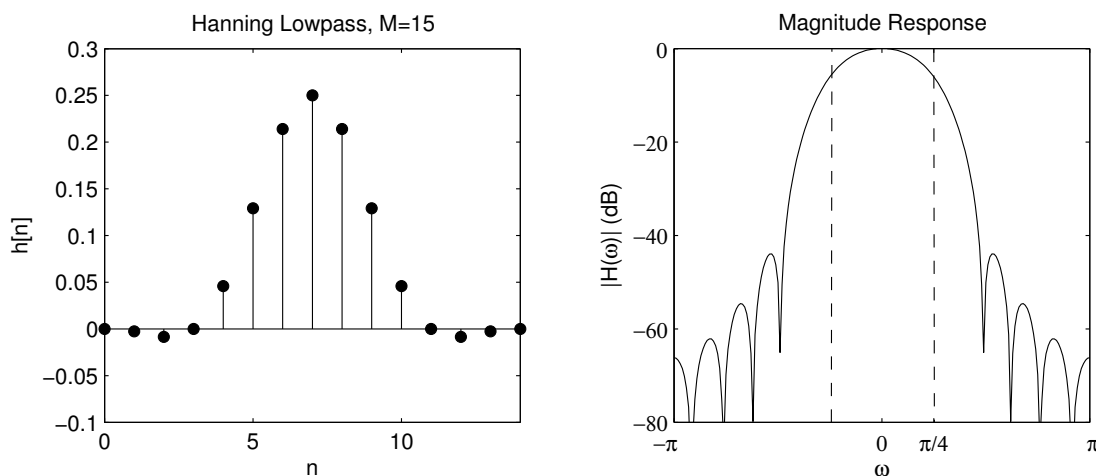 Hanning Lowpass, M=15
0.3
0.25
0.2
0.15
0.1
0.05
0
−0.05
−0.1
h[n]
0 5 10
n
Magnitude Response
0
−20
−40
−60
−80
|H(ω)| (dB)
−π 0 π/4 π
ω